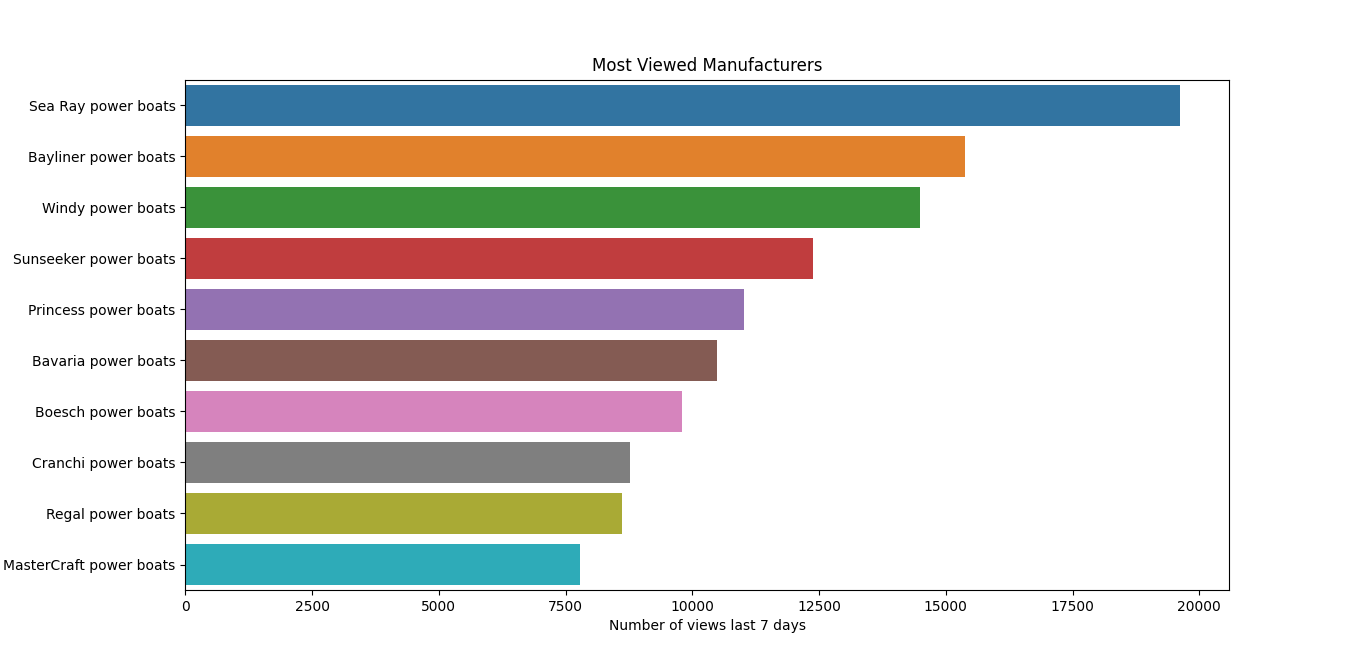 Most Viewed Manufacturers
Sea Ray power boats
Bayliner power boats
Windy power boats
Sunseeker power boats
Princess power boats
Bavaria power boats
Boesch power boats
Cranchi power boats
Regal power boats
MasterCraft power boats
0 2500 5000 7500 10000 12500 15000 17500 20000
Number of views last 7 days